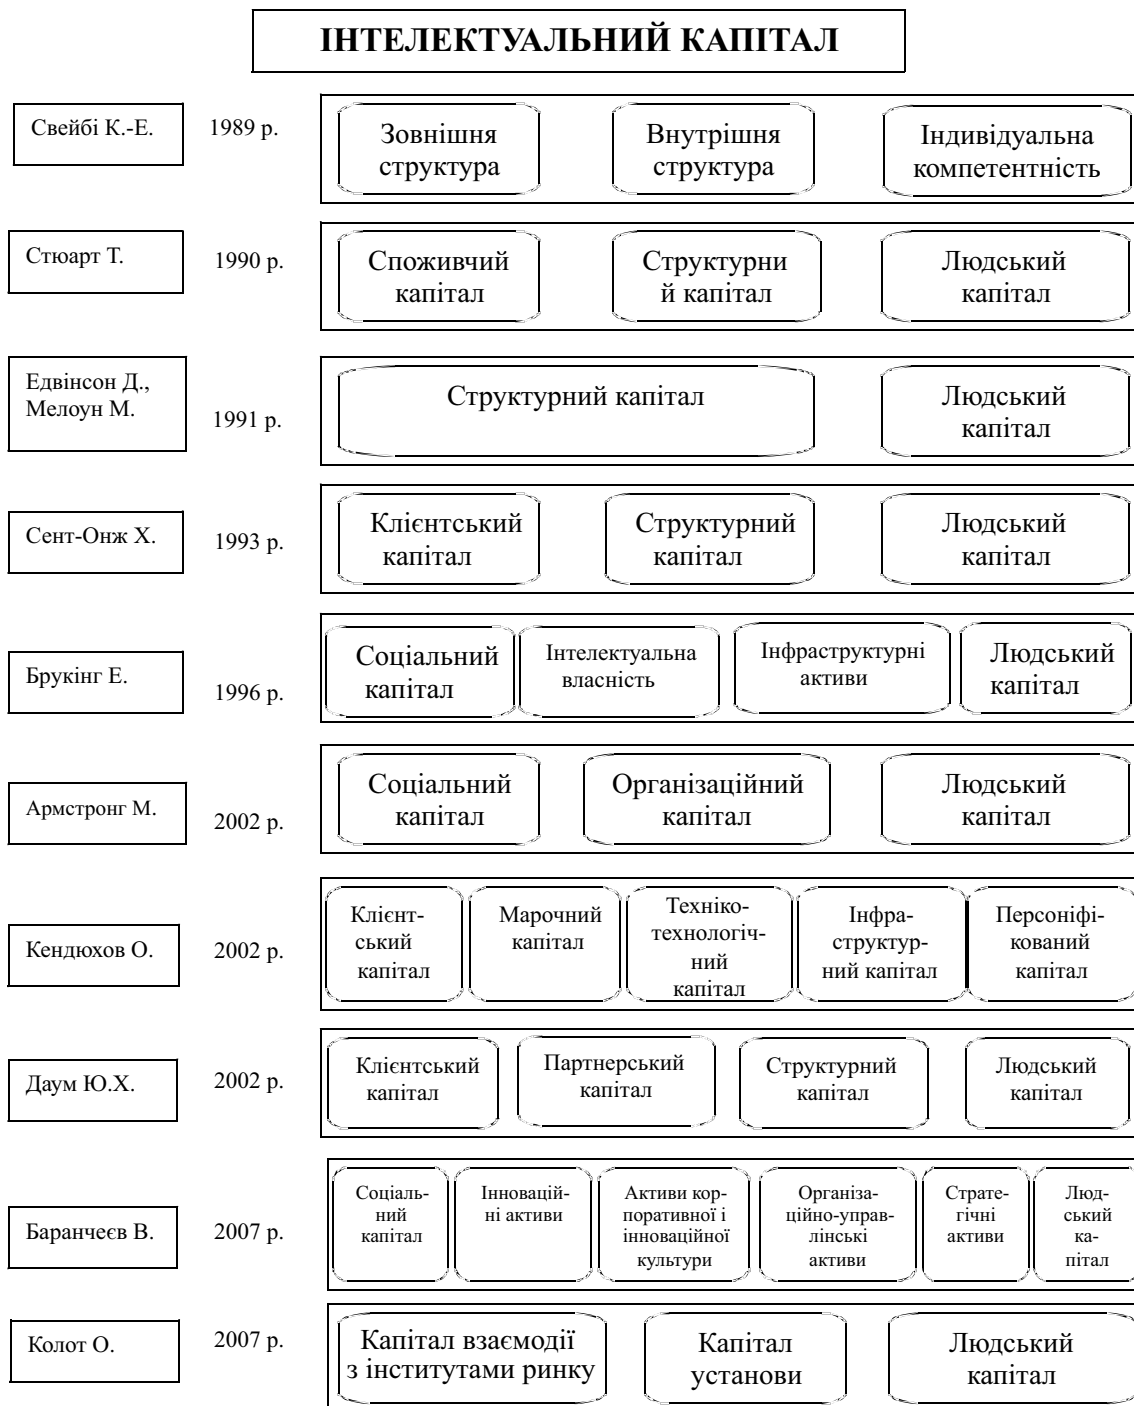 ІНТЕЛЕКТУАЛЬНИЙ КАПІТАЛ
Свейбі К.-Е.
1989 р.
Зовнішня
структура
Внутрішня
структура
Індивідуальна
компетентність
Стюарт Т.
1990 р.
Споживчий
капітал
Структурни
й капітал
Людський
капітал
Едвінсон Д.,
Мелоун М.
1991 р.
Структурний капітал
Людський
капітал
Сент-Онж Х.
1993 р.
Клієнтський
капітал
Структурний
капітал
Людський
капітал
Брукінг Е.
1996 р.
Соціальний
капітал
Інтелектуальна
власність
Інфраструктурні
активи
Людський
капітал
Армстронг М.
2002 р.
Соціальний
капітал
Організаційний
капітал
Людський
капітал
Кендюхов О.
2002 р.
Клієнт-
ський
капітал
Марочний
капітал
Техніко-
технологіч-
ний
капітал
Інфра-
структур-
ний капітал
Персоніфі-
кований
капітал
Даум Ю.Х.
2002 р.
Клієнтський
капітал
Партнерський
капітал
Структурний
капітал
Людський
капітал
Баранчеєв В.
2007 р.
Соціаль-
ний
капітал
Інновацій-
ні активи
Активи кор-
поративної і
інноваційної
культури
Організа-
ційно-управ-
лінські
активи
Страте-
гічні
активи
Люд-
ський
ка-
пітал
Колот О.
2007 р.
Капітал взаємодії
з інститутами ринку
Капітал
установи
Людський
капітал